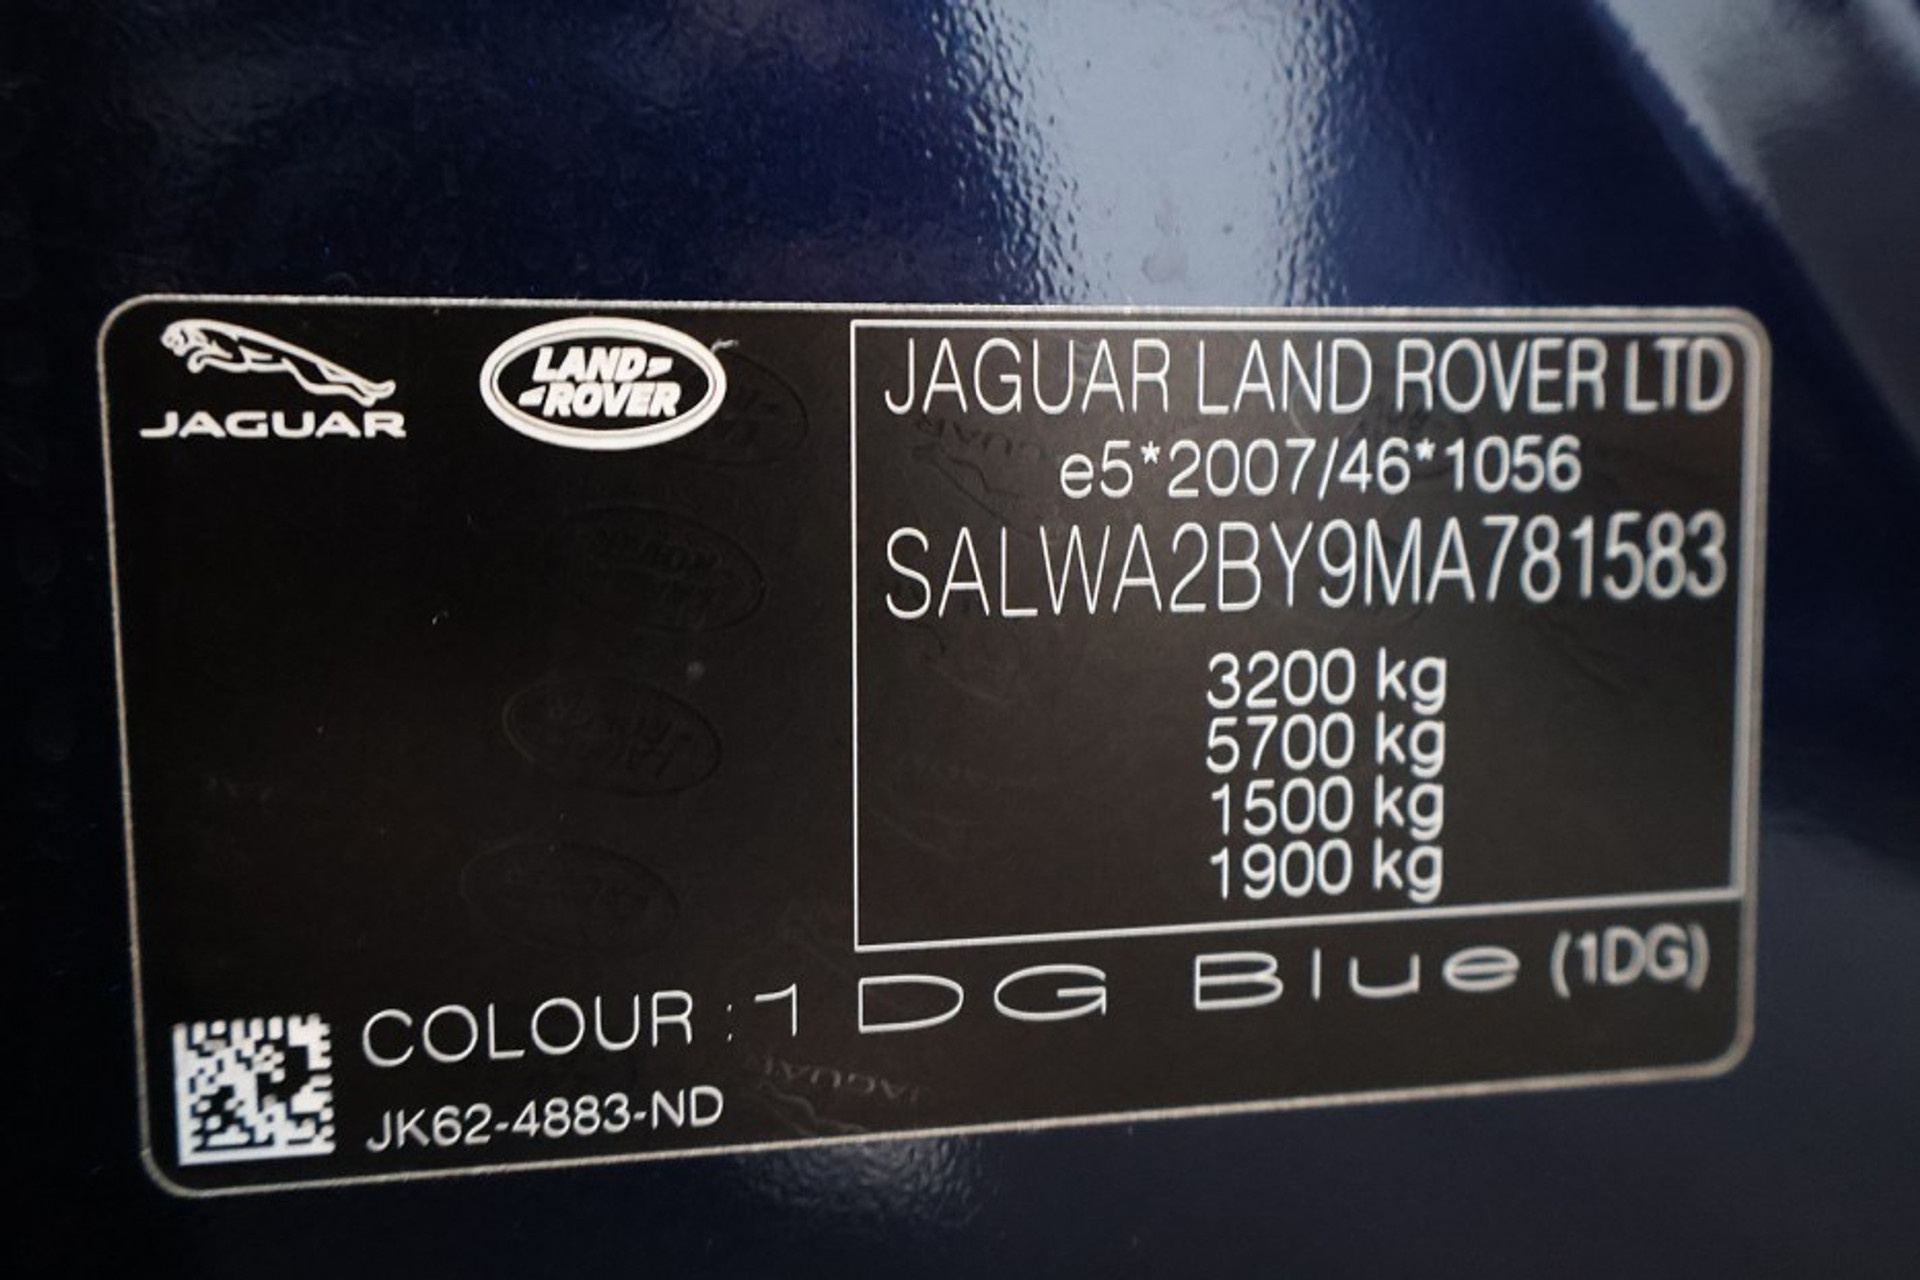 JAGUAR
LAND-
-ROVER
JAGUAR LAND ROVER LTD
e5*2007/46*1056
SALWA2BY9MA781583
3200 kg
5700 kg
1500 kg
1900 kg
COLOUR : 1DG Blue (1DG)
JK62-4883-ND